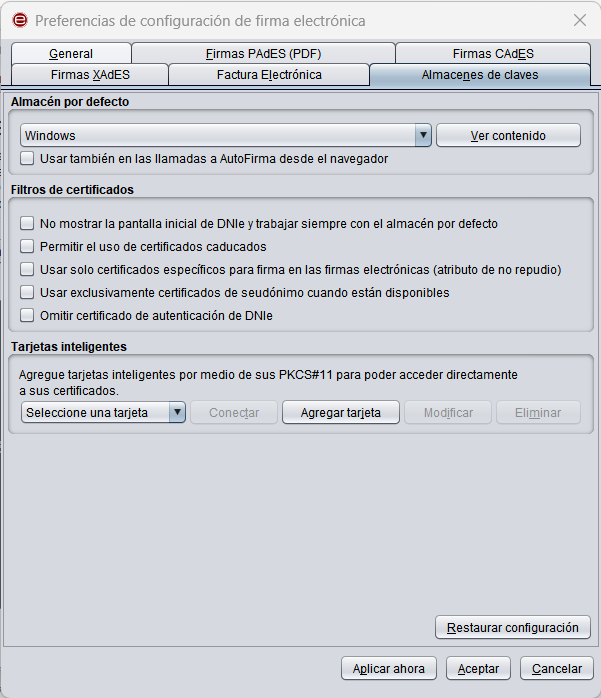 Preferencias de configuración de firma electrónica
General
Firmas PAdES (PDF)
Firmas CAdES
Firmas XAdES
Factura Electrónica
Almacenes de claves
Almacén por defecto
Windows
Ver contenido
Usar también en las llamadas a AutoFirma desde el navegador
Filtros de certificados
No mostrar la pantalla inicial de DNIe y trabajar siempre con el almacén por defecto
Permitir el uso de certificados caducados
Usar solo certificados específicos para firma en las firmas electrónicas (atributo de no repudio)
Usar exclusivamente certificados de seudónimo cuando están disponibles
Omitir certificado de autenticación de DNIe
Tarjetas inteligentes
Agregue tarjetas inteligentes por medio de sus PKCS#11 para poder acceder directamente
a sus certificados.
Seleccione una tarjeta
Conectar
Agregar tarjeta
Modificar
Eliminar
Restaurar configuración
Aplicar ahora
Aceptar
Cancelar